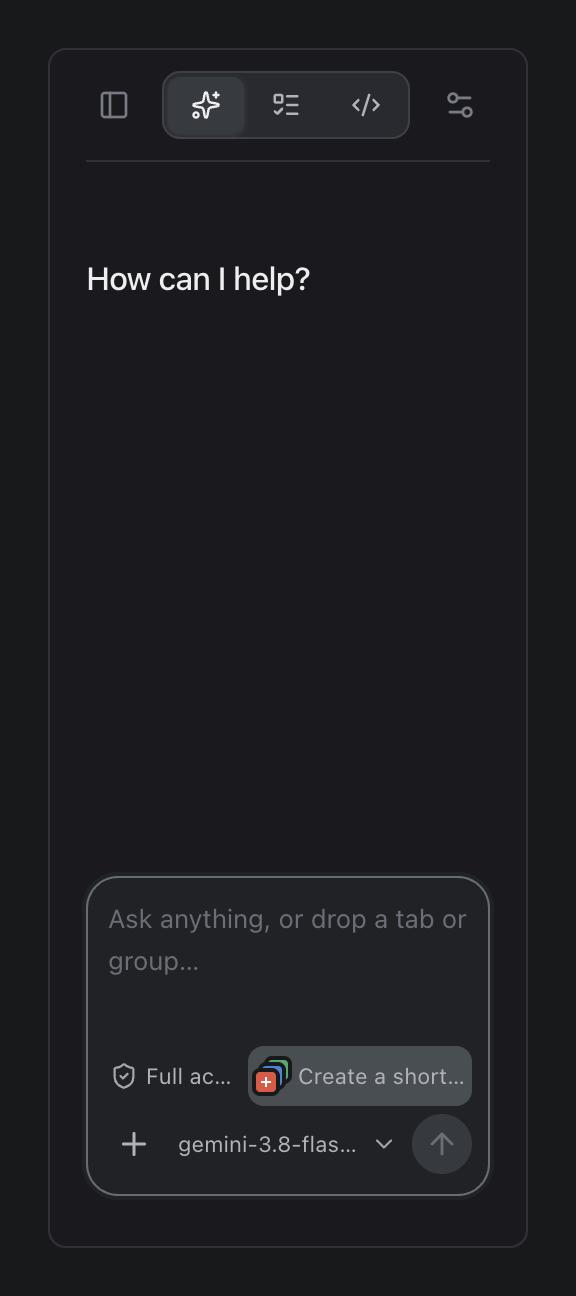 How can I help?
Ask anything, or drop a tab or
group...
Full ac...
Create a short...
gemini-3.8-flas...